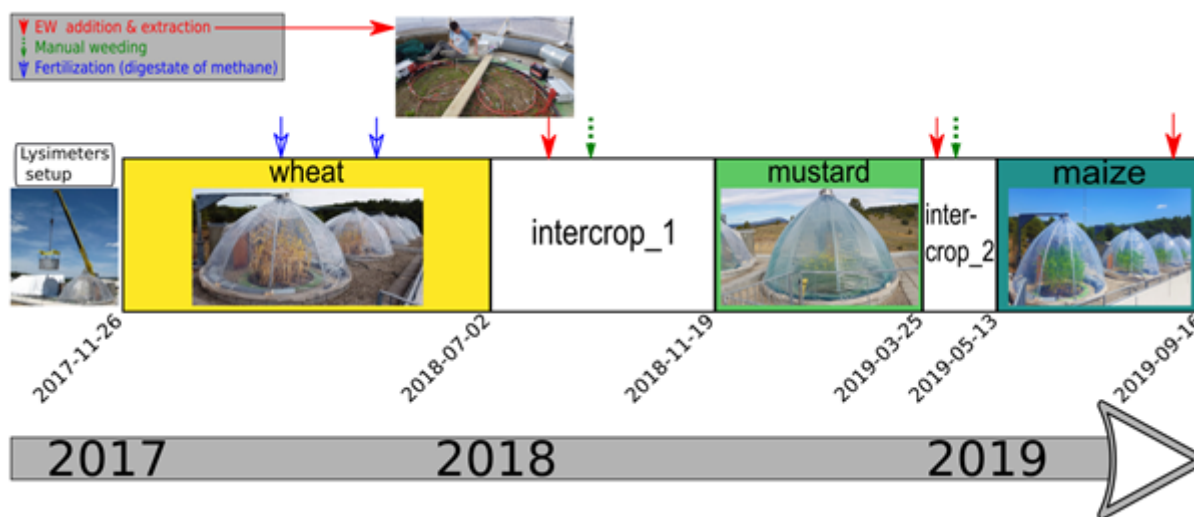 EW addition & extraction
Manual weeding
Fertilization (digestate of methane)
Lysimeters
setup
wheat
intercrop_1
mustard
inter-
crop_2
maize
2017-11-26
2018-07-02
2018-11-19
2019-03-25
2019-05-13
2019-09-16
2017
2018
2019